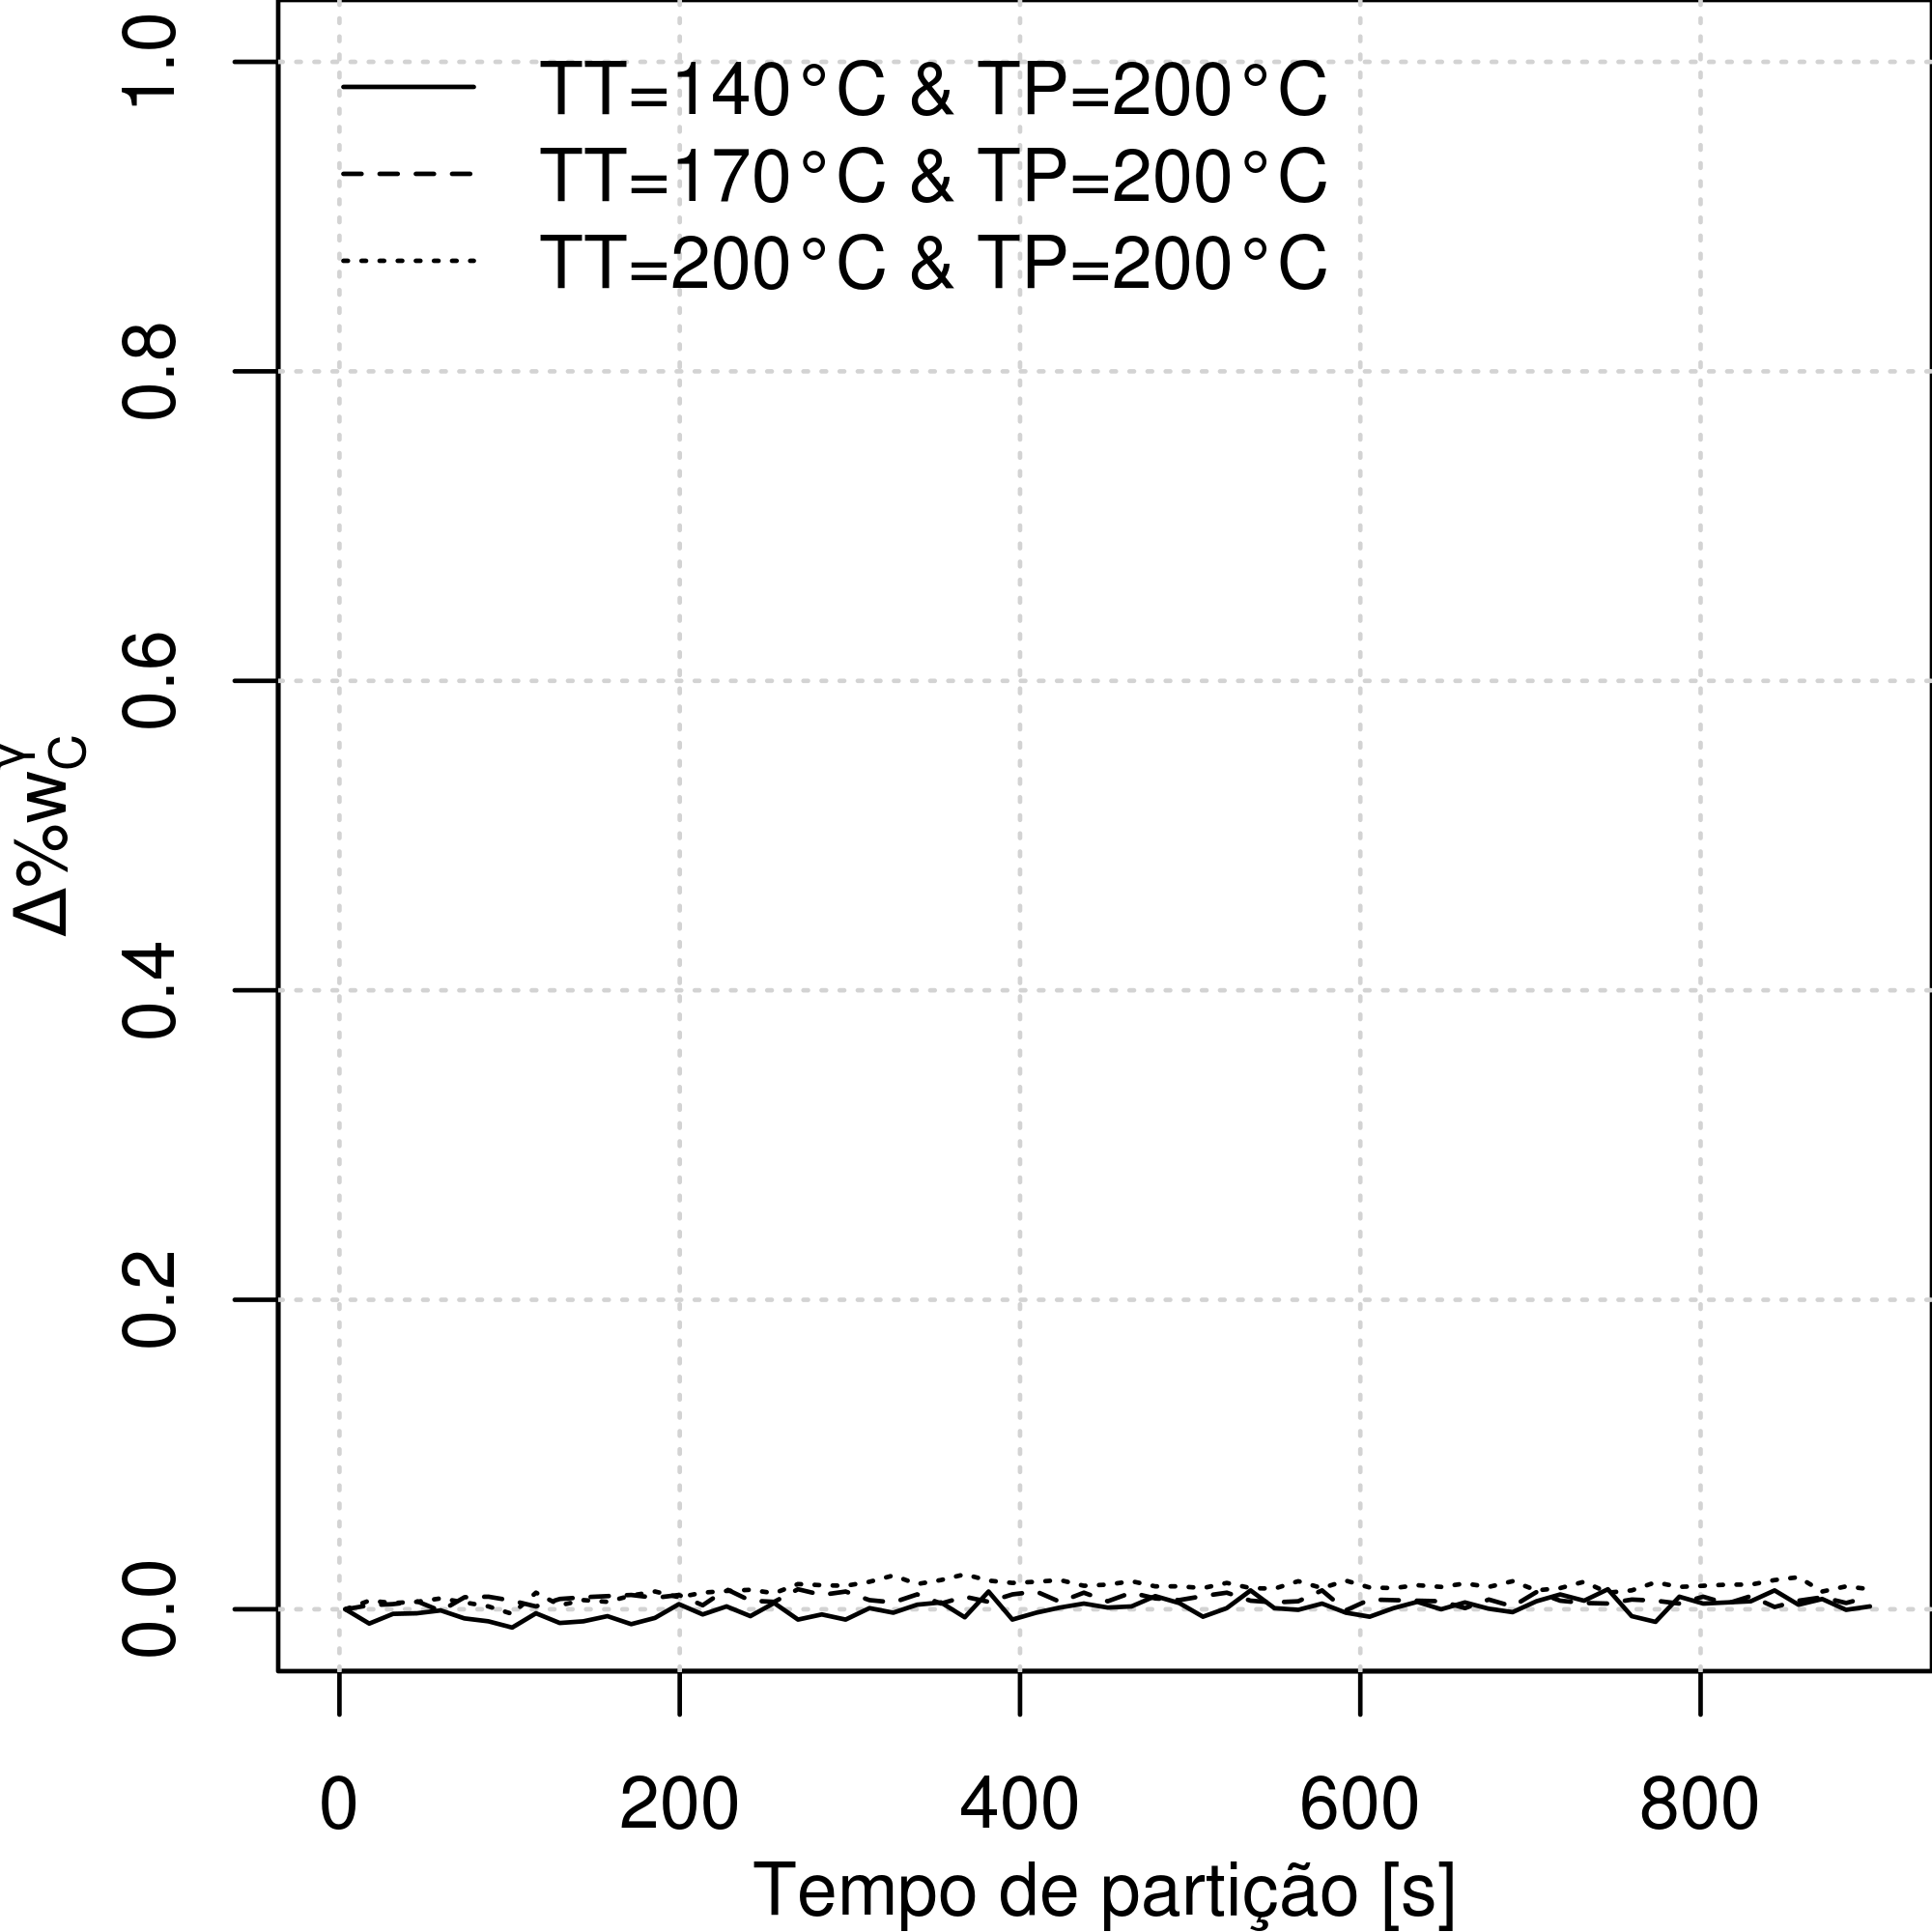 TT=140°C & TP=200°C
TT=170°C & TP=200°C
TT=200°C & TP=200°C
1.0
0.8
0.6
0.4
0.2
0.0
Δ%wCγ
0 200 400 600 800
Tempo de partição [s]